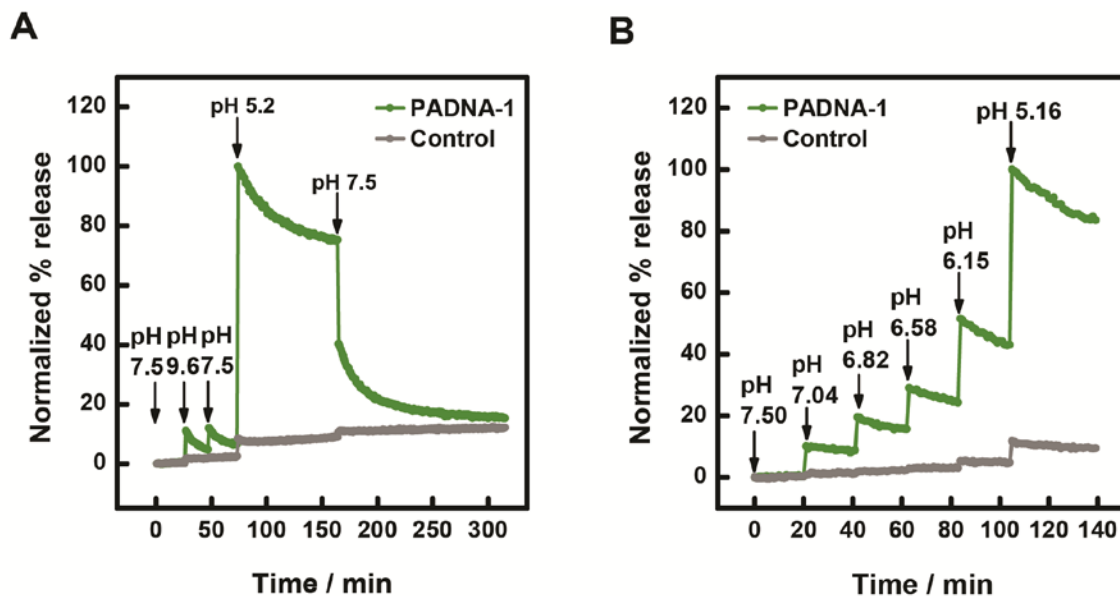 A
Normalized % release
120
100
80
60
40
20
0
pH 5.2
PADNA-1
Control
pH 7.5
pH pH pH
7.5 9.6 7.5
0 50 100 150 200 250 300
Time / min
B
Normalized % release
120
100
80
60
40
20
0
PADNA-1
Control
pH 5.16
pH
6.15
pH
6.58
pH
6.82
pH
7.04
pH
7.50
0 20 40 60 80 100 120 140
Time / min